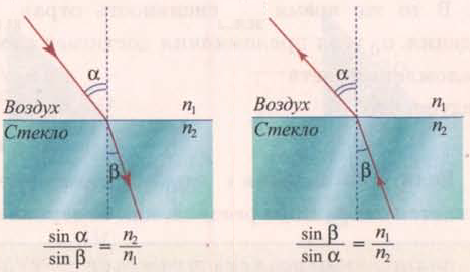 α
Воздух n₁
Стекло n₂
β
sin α / sin β = n₂ / n₁
α
Воздух n₁
Стекло n₂
β
sin β / sin α = n₁ / n₂